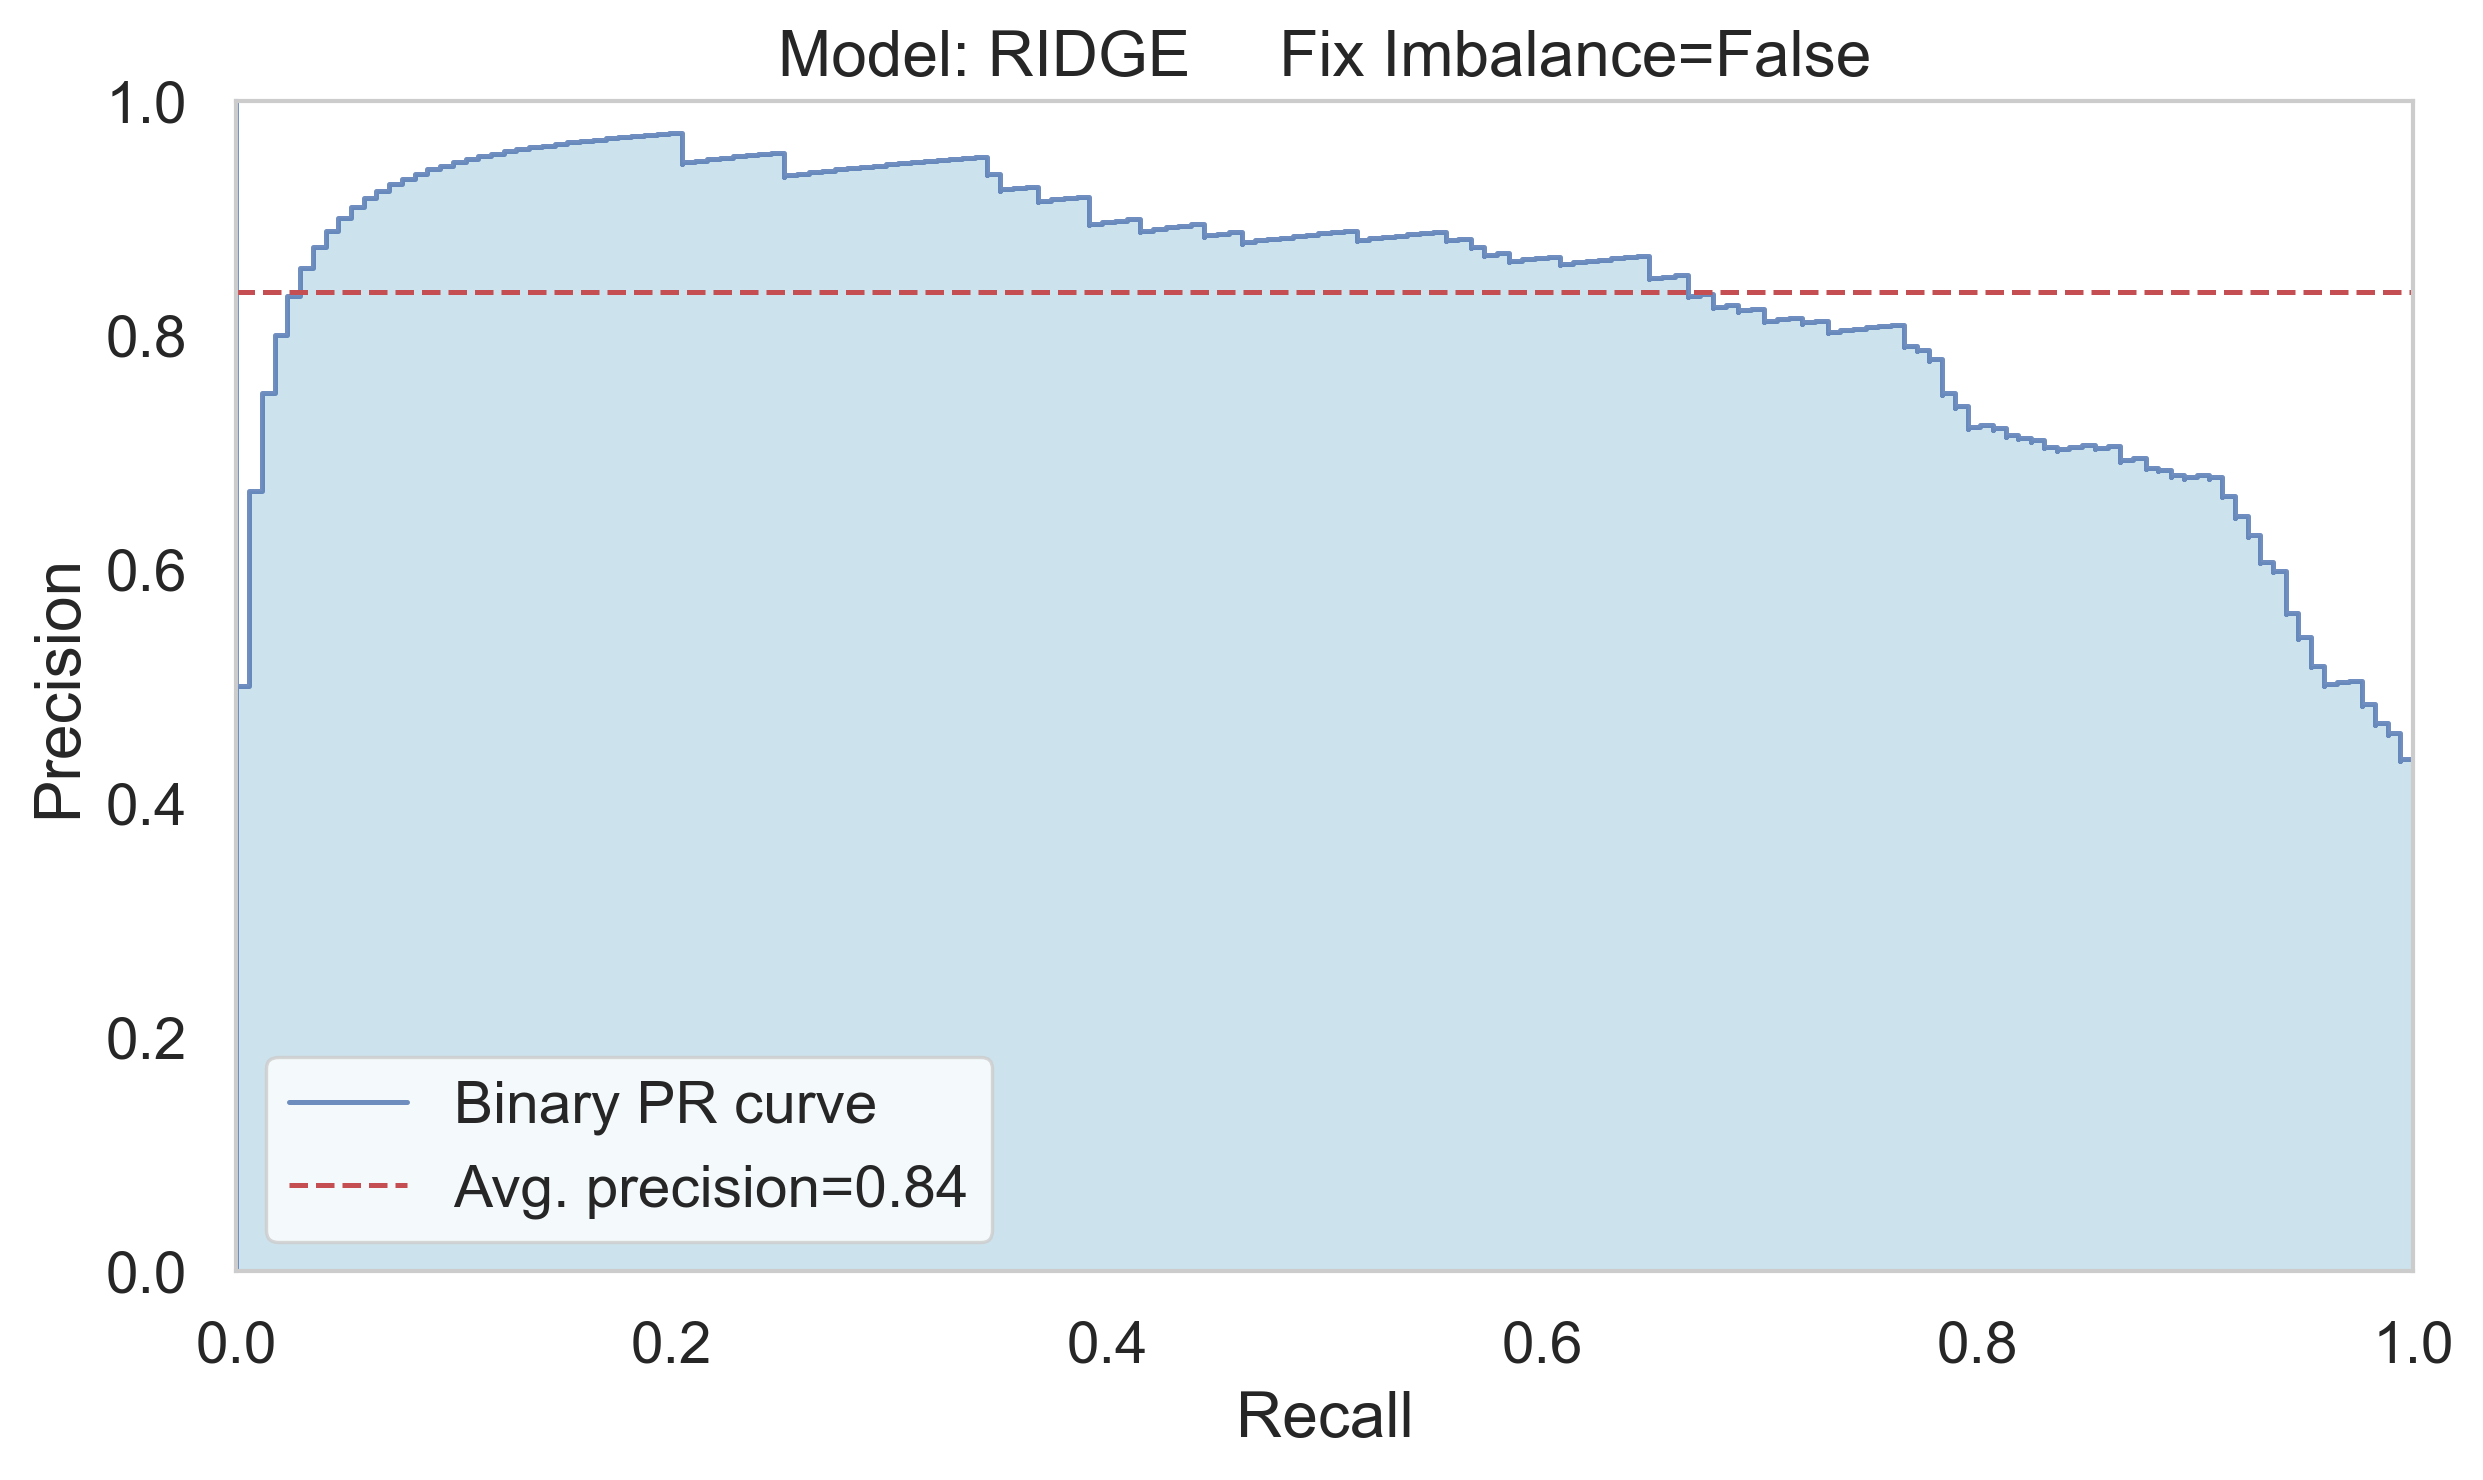 Model: RIDGE     Fix Imbalance=False
1.0
0.8
0.6
0.4
0.2
0.0
Precision
Binary PR curve
Avg. precision=0.84
0.0 0.2 0.4 0.6 0.8 1.0
Recall